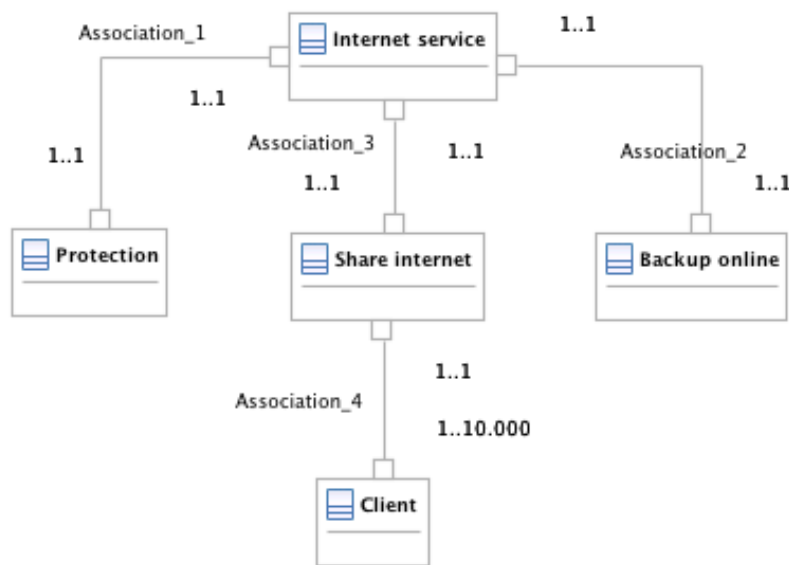 Association_1
Internet service
1..1
1..1
Association_3
1..1
1..1
Association_2
1..1
1..1
Protection
Share internet
Backup online
1..1
Association_4
1..10.000
Client